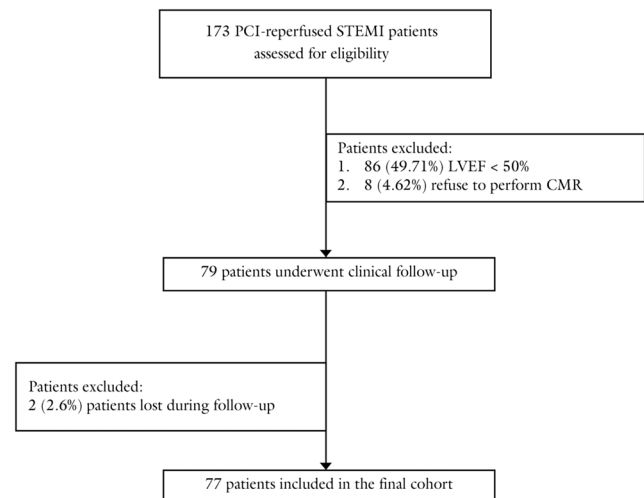 173 PCI-reperfused STEMI patients
assessed for eligibility
Patients excluded:
1. 86 (49.71%) LVEF < 50%
2. 8 (4.62%) refuse to perform CMR
79 patients underwent clinical follow-up
Patients excluded:
2 (2.6%) patients lost during follow-up
77 patients included in the final cohort